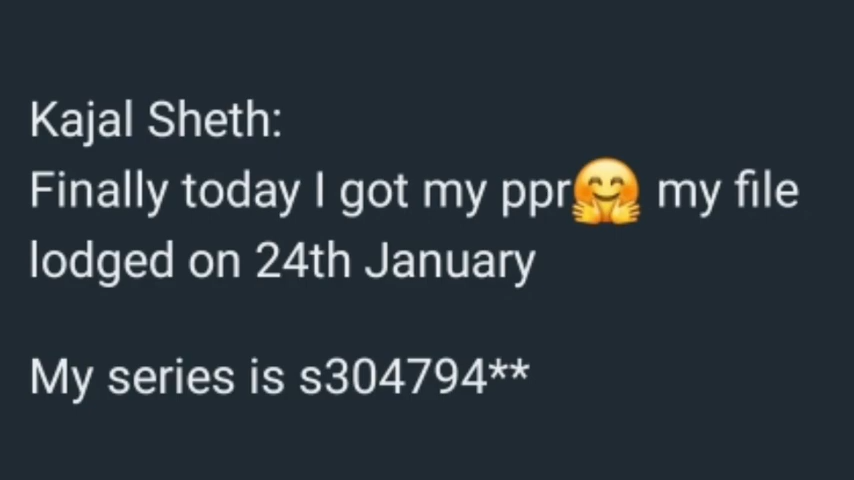 Kajal Sheth:
Finally today I got my ppr🤗 my file
lodged on 24th January
My series is s304794**